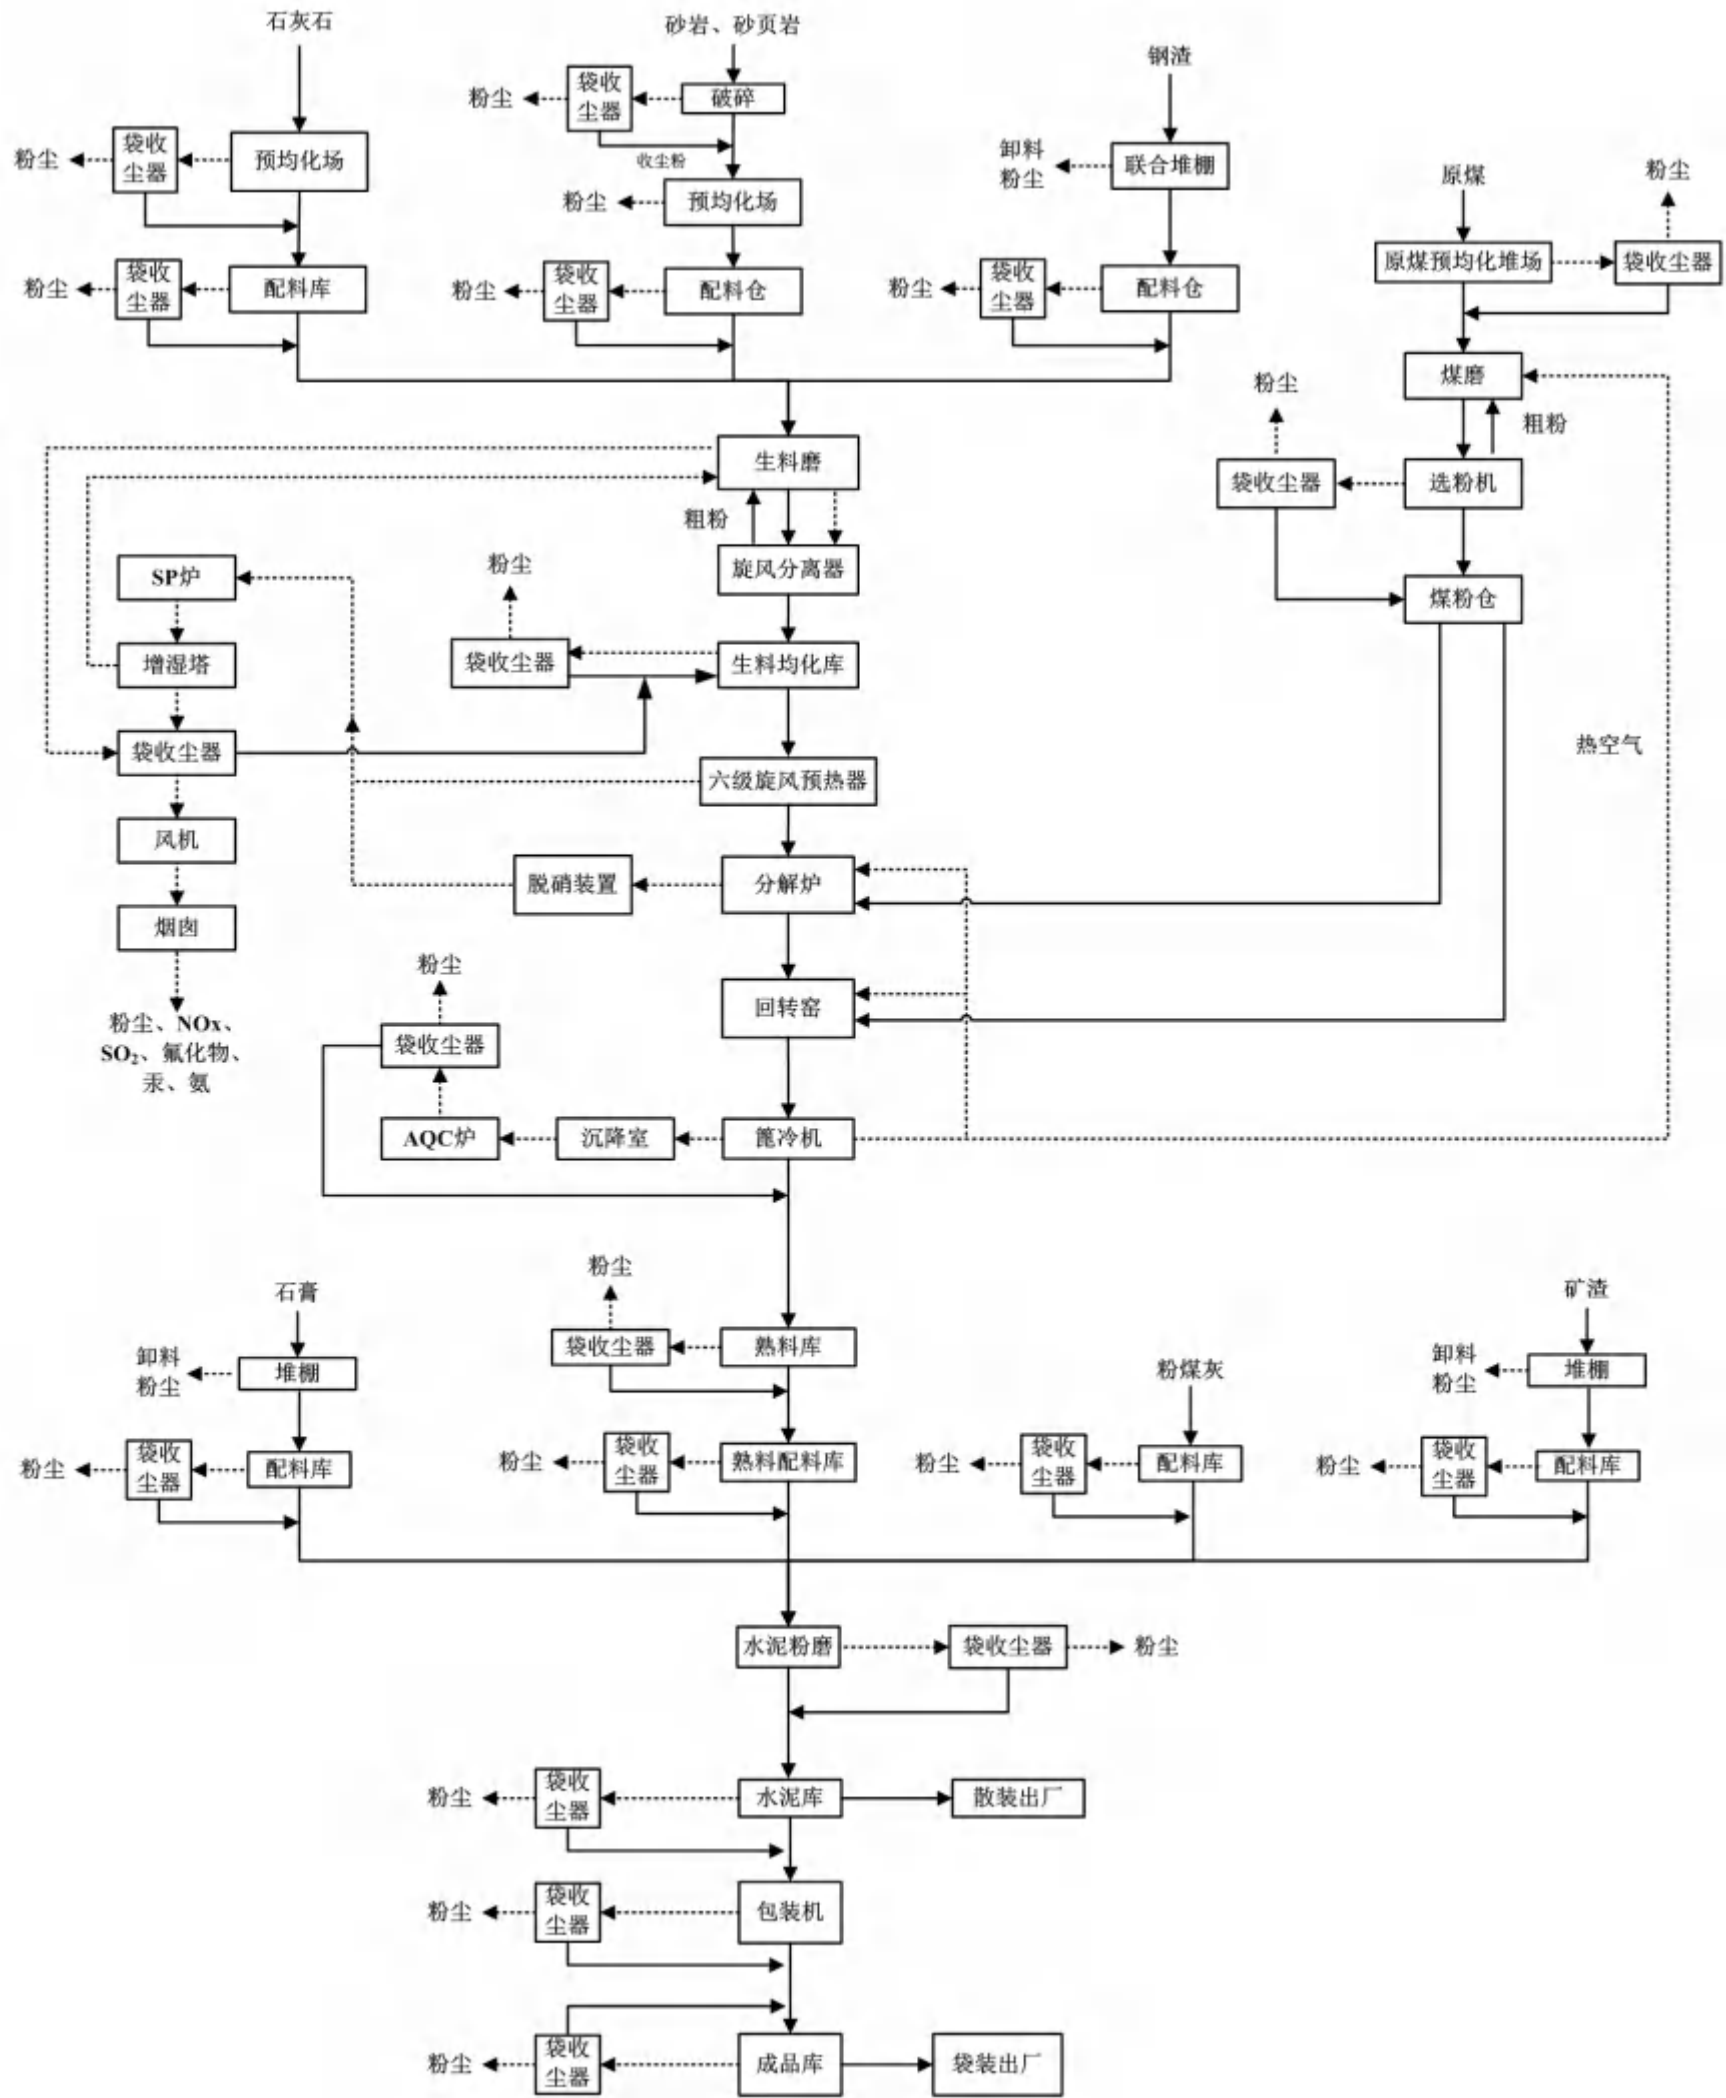 石灰石
砂岩、砂页岩
钢渣
袋收
尘器
粉尘
破碎
收尘粉
袋收
尘器
粉尘
预均化场
粉尘
预均化场
卸料
粉尘
联合堆棚
原煤
粉尘
原煤预均化堆场
袋收尘器
粉尘
袋收
尘器
配料库
粉尘
袋收
尘器
配料仓
粉尘
袋收
尘器
配料仓
煤磨
粉尘
粗粉
生料磨
袋收尘器
选粉机
粗粉
旋风分离器
粉尘
SP炉
煤粉仓
增湿塔
袋收尘器
生料均化库
袋收尘器
热空气
六级旋风预热器
风机
脱硝装置
分解炉
烟囱
粉尘
回转窑
粉尘、NOx、
SO₂、氟化物、
汞、氨
袋收尘器
AQC炉
沉降室
篦冷机
粉尘
石膏
矿渣
袋收尘器
熟料库
卸料
粉尘
堆棚
粉煤灰
卸料
粉尘
堆棚
粉尘
袋收
尘器
配料库
粉尘
袋收
尘器
熟料配料库
粉尘
袋收
尘器
配料库
粉尘
袋收
尘器
配料库
水泥粉磨
袋收尘器
粉尘
粉尘
袋收
尘器
水泥库
散装出厂
粉尘
袋收
尘器
包装机
粉尘
袋收
尘器
成品库
袋装出厂